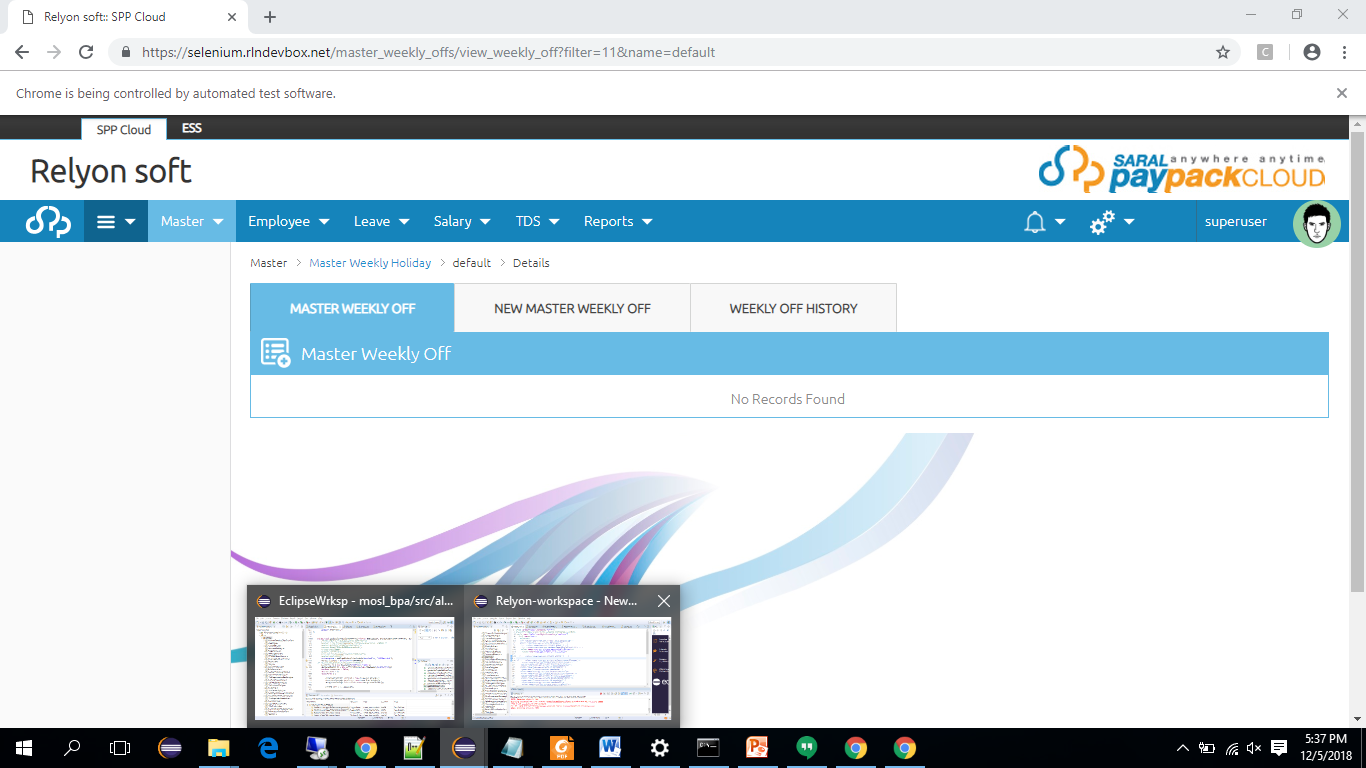 Relyon soft:: SPP Cloud
https://selenium.rlndevbox.net/master_weekly_offs/view_weekly_off?filter=11&name=default
C
Chrome is being controlled by automated test software.
SPP Cloud ESS
Relyon soft
SARAL anywhere anytime
paypackCLOUD
Master Employee Leave Salary TDS Reports superuser
Master > Master Weekly Holiday > default > Details
MASTER WEEKLY OFF NEW MASTER WEEKLY OFF WEEKLY OFF HISTORY
Master Weekly Off
No Records Found
EclipseWrksp - mosl_bpa/src/al... Relyon-workspace - New...
5:37 PM
12/5/2018